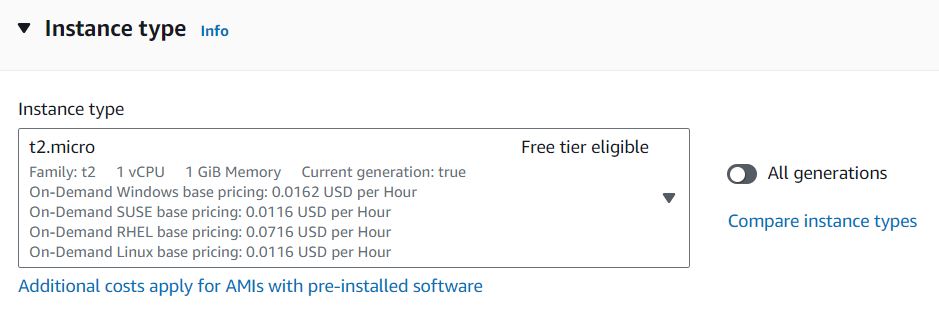 Instance type Info
Instance type
t2.micro Free tier eligible
Family: t2 1 vCPU 1 GiB Memory Current generation: true
On-Demand Windows base pricing: 0.0162 USD per Hour
On-Demand SUSE base pricing: 0.0116 USD per Hour
On-Demand RHEL base pricing: 0.0716 USD per Hour
On-Demand Linux base pricing: 0.0116 USD per Hour
All generations
Compare instance types
Additional costs apply for AMIs with pre-installed software